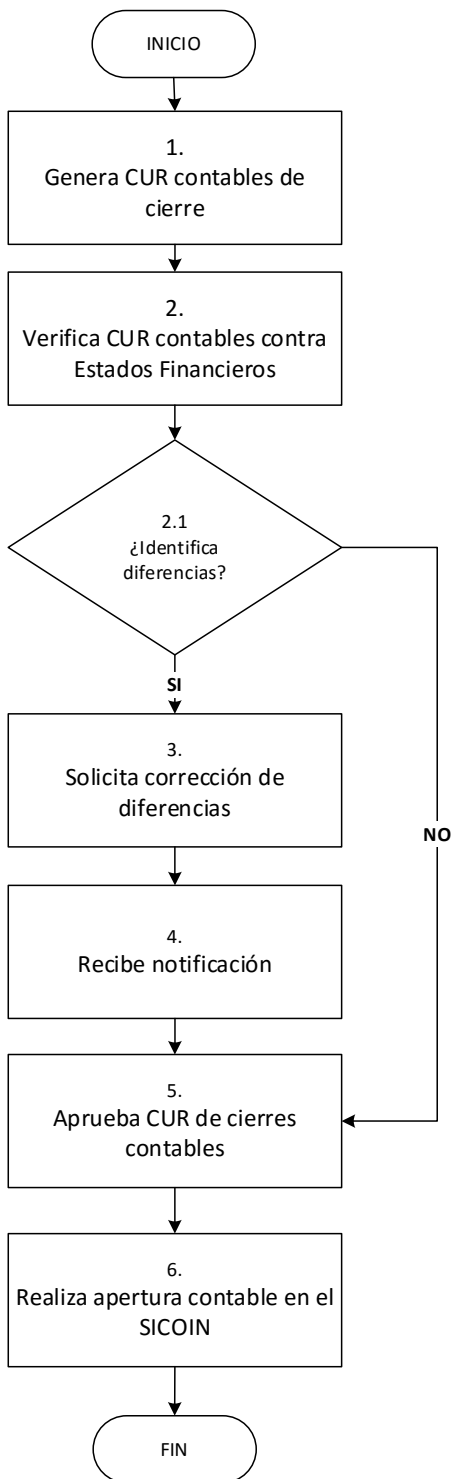 INICIO
1.
Genera CUR contables de
cierre
2.
Verifica CUR contables contra
Estados Financieros
2.1
¿Identifica
diferencias?
SI
3.
Solicita corrección de
diferencias
NO
4.
Recibe notificación
5.
Aprueba CUR de cierres
contables
6.
Realiza apertura contable en el
SICOIN
FIN